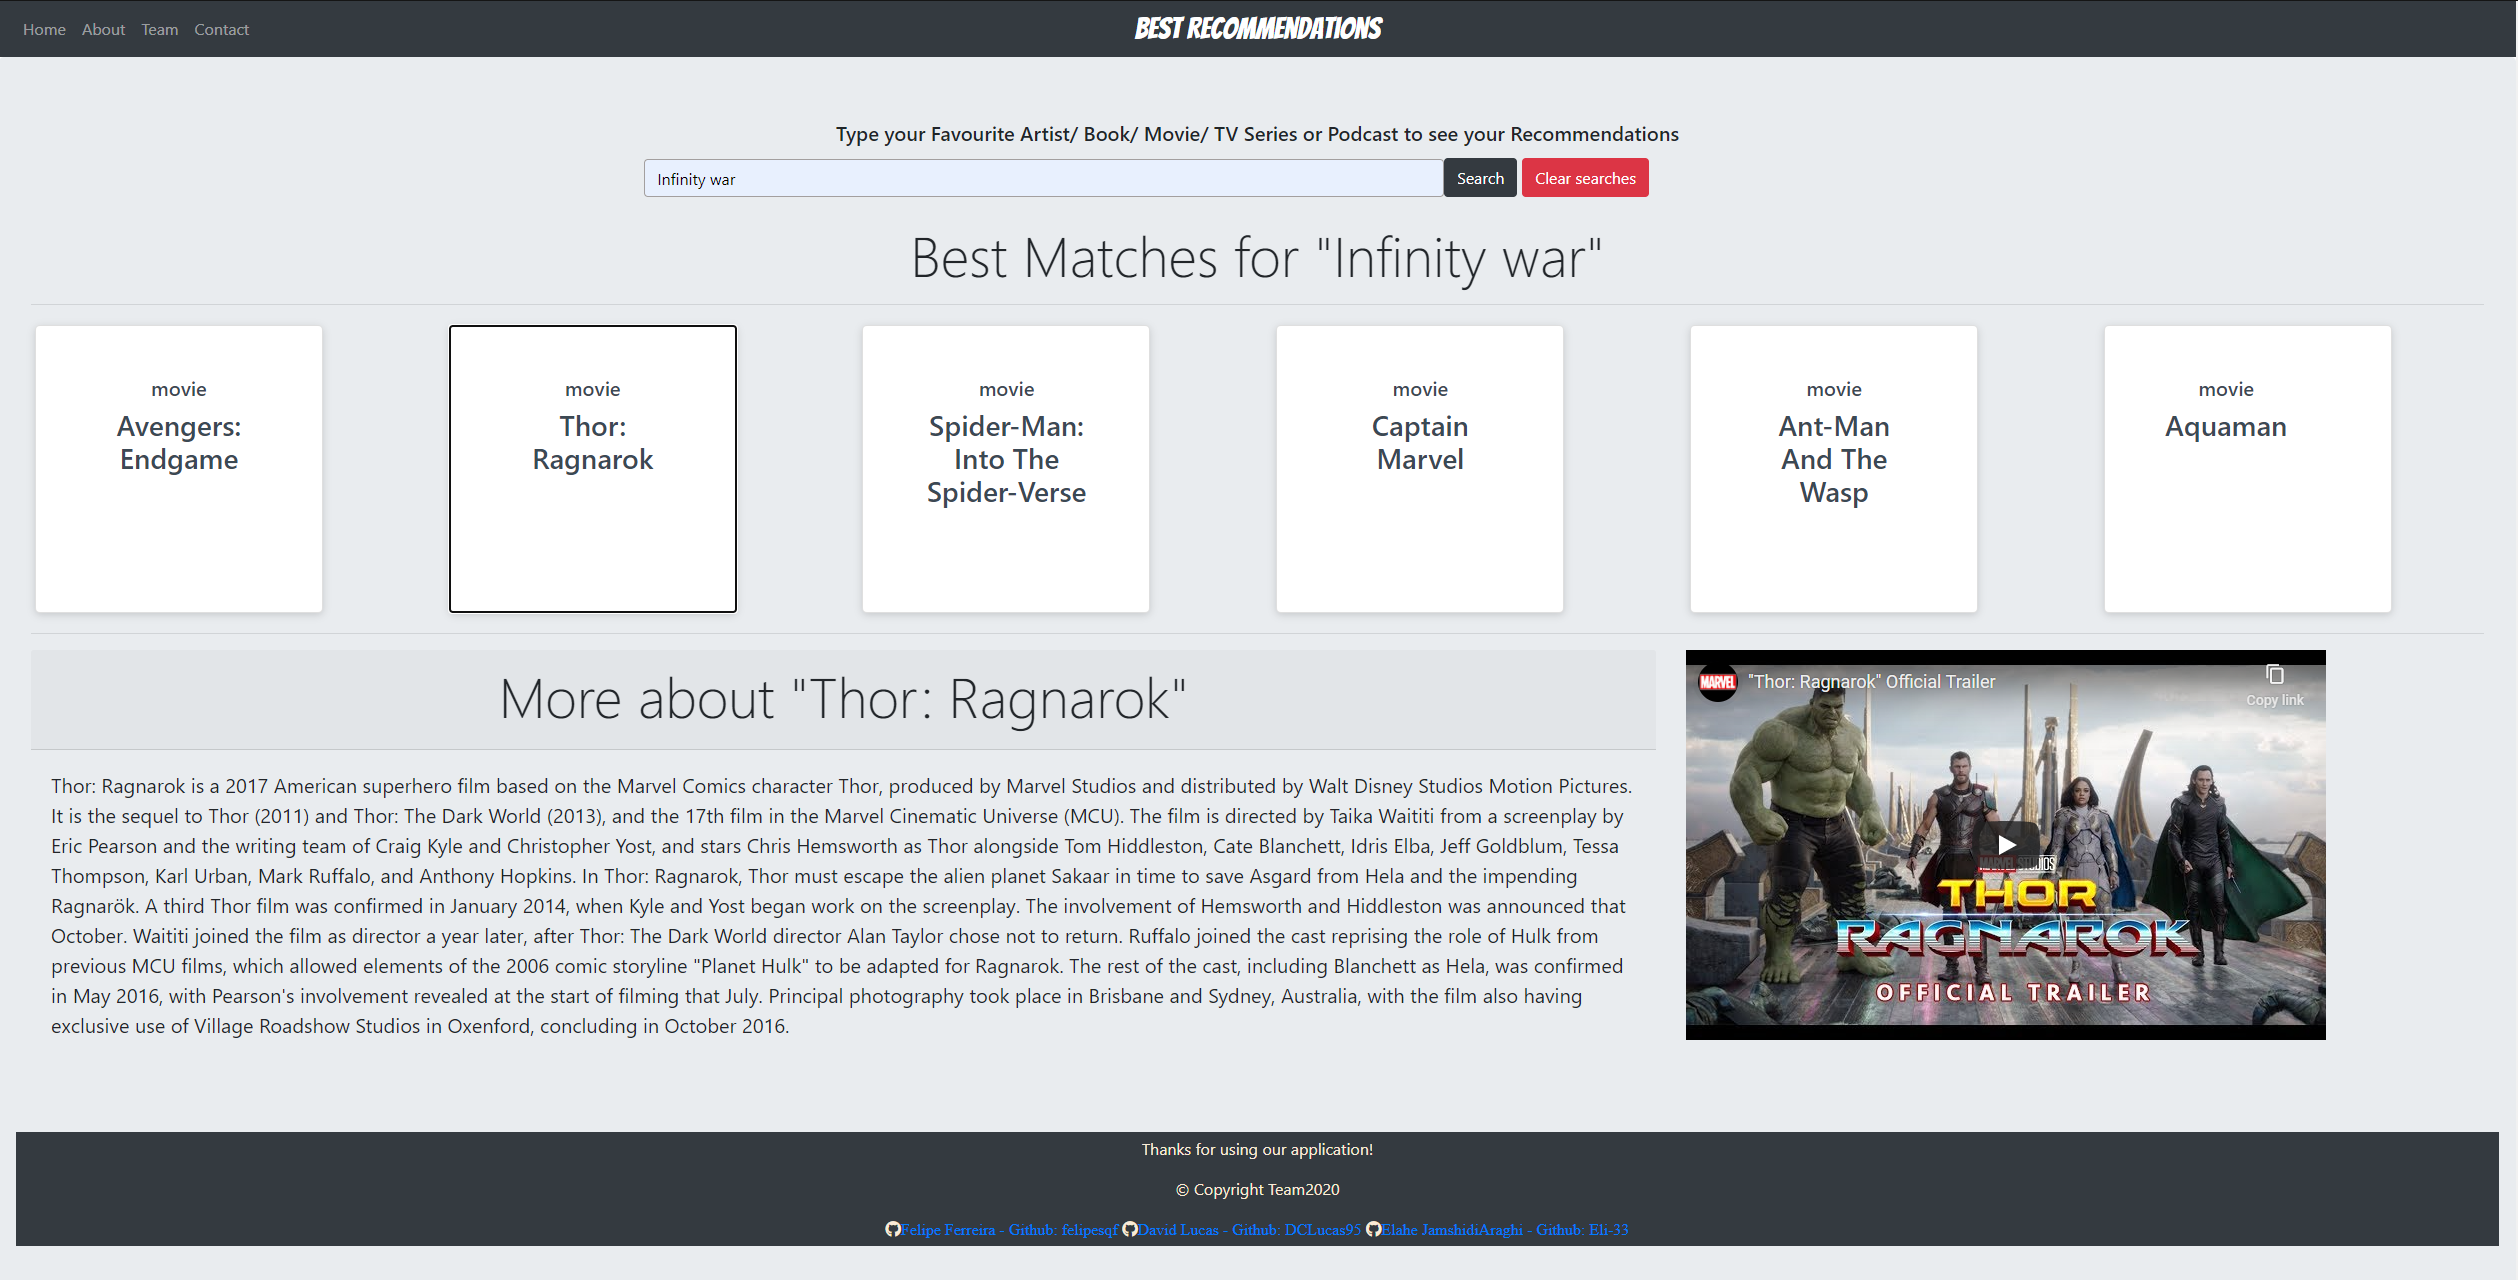 Home About Team Contact
BEST RECOMMENDATIONS
Type your Favourite Artist/ Book/ Movie/ TV Series or Podcast to see your Recommendations
Infinity war
Search
Clear searches
Best Matches for "Infinity war"
movie
Avengers:
Endgame
movie
Thor:
Ragnarok
movie
Spider-Man:
Into The
Spider-Verse
movie
Captain
Marvel
movie
Ant-Man
And The
Wasp
movie
Aquaman
More about "Thor: Ragnarok"
Thor: Ragnarok is a 2017 American superhero film based on the Marvel Comics character Thor, produced by Marvel Studios and distributed by Walt Disney Studios Motion Pictures.
It is the sequel to Thor (2011) and Thor: The Dark World (2013), and the 17th film in the Marvel Cinematic Universe (MCU). The film is directed by Taika Waititi from a screenplay by
Eric Pearson and the writing team of Craig Kyle and Christopher Yost, and stars Chris Hemsworth as Thor alongside Tom Hiddleston, Cate Blanchett, Idris Elba, Jeff Goldblum, Tessa
Thompson, Karl Urban, Mark Ruffalo, and Anthony Hopkins. In Thor: Ragnarok, Thor must escape the alien planet Sakaar in time to save Asgard from Hela and the impending
Ragnarök. A third Thor film was confirmed in January 2014, when Kyle and Yost began work on the screenplay. The involvement of Hemsworth and Hiddleston was announced that
October. Waititi joined the film as director a year later, after Thor: The Dark World director Alan Taylor chose not to return. Ruffalo joined the cast reprising the role of Hulk from
previous MCU films, which allowed elements of the 2006 comic storyline "Planet Hulk" to be adapted for Ragnarok. The rest of the cast, including Blanchett as Hela, was confirmed
in May 2016, with Pearson's involvement revealed at the start of filming that July. Principal photography took place in Brisbane and Sydney, Australia, with the film also having
exclusive use of Village Roadshow Studios in Oxenford, concluding in October 2016.
MARVEL
"Thor: Ragnarok" Official Trailer
Copy link
MARVEL STUDIOS
THOR
RAGNAROK
OFFICIAL TRAILER
Thanks for using our application!
© Copyright Team2020
Felipe Ferreira - Github: felipesqf David Lucas - Github: DCLucas95 Elahe JamshidiAraghi - Github: Eli-33